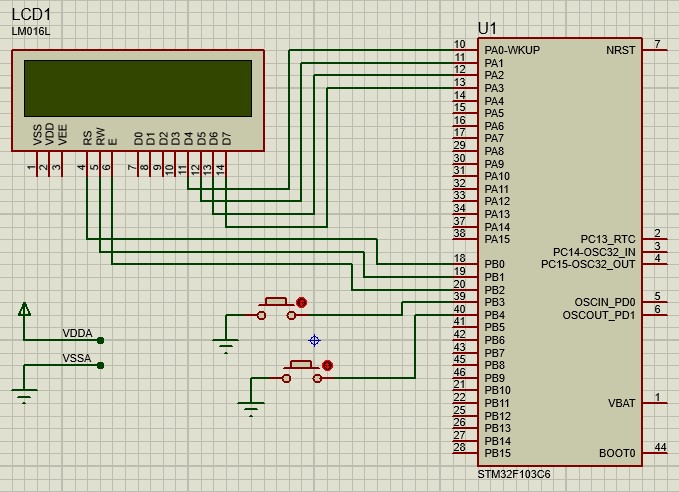 LCD1
LM016L
VSS
VDD
VEE
RS
RW
E
D0
D1
D2
D3
D4
D5
D6
D7
1
2
3
4
5
6
7
8
9
10
11
12
13
14
VDDA
VSSA
U1
10 PA0-WKUP NRST 7
11 PA1
12 PA2
13 PA3
14 PA4
15 PA5
16 PA6
17 PA7
29 PA8
30 PA9
31 PA10
32 PA11
33 PA12
34 PA13
37 PA14
38 PA15 PC13_RTC 2
PC14-OSC32_IN 3
18 PB0 PC15-OSC32_OUT 4
19 PB1
20 PB2
39 PB3 OSCIN_PD0 5
40 PB4 OSCOUT_PD1 6
41 PB5
42 PB6
43 PB7
45 PB8
46 PB9
21 PB10
22 PB11 VBAT 1
25 PB12
26 PB13
27 PB14
28 PB15 BOOT0 44
STM32F103C6